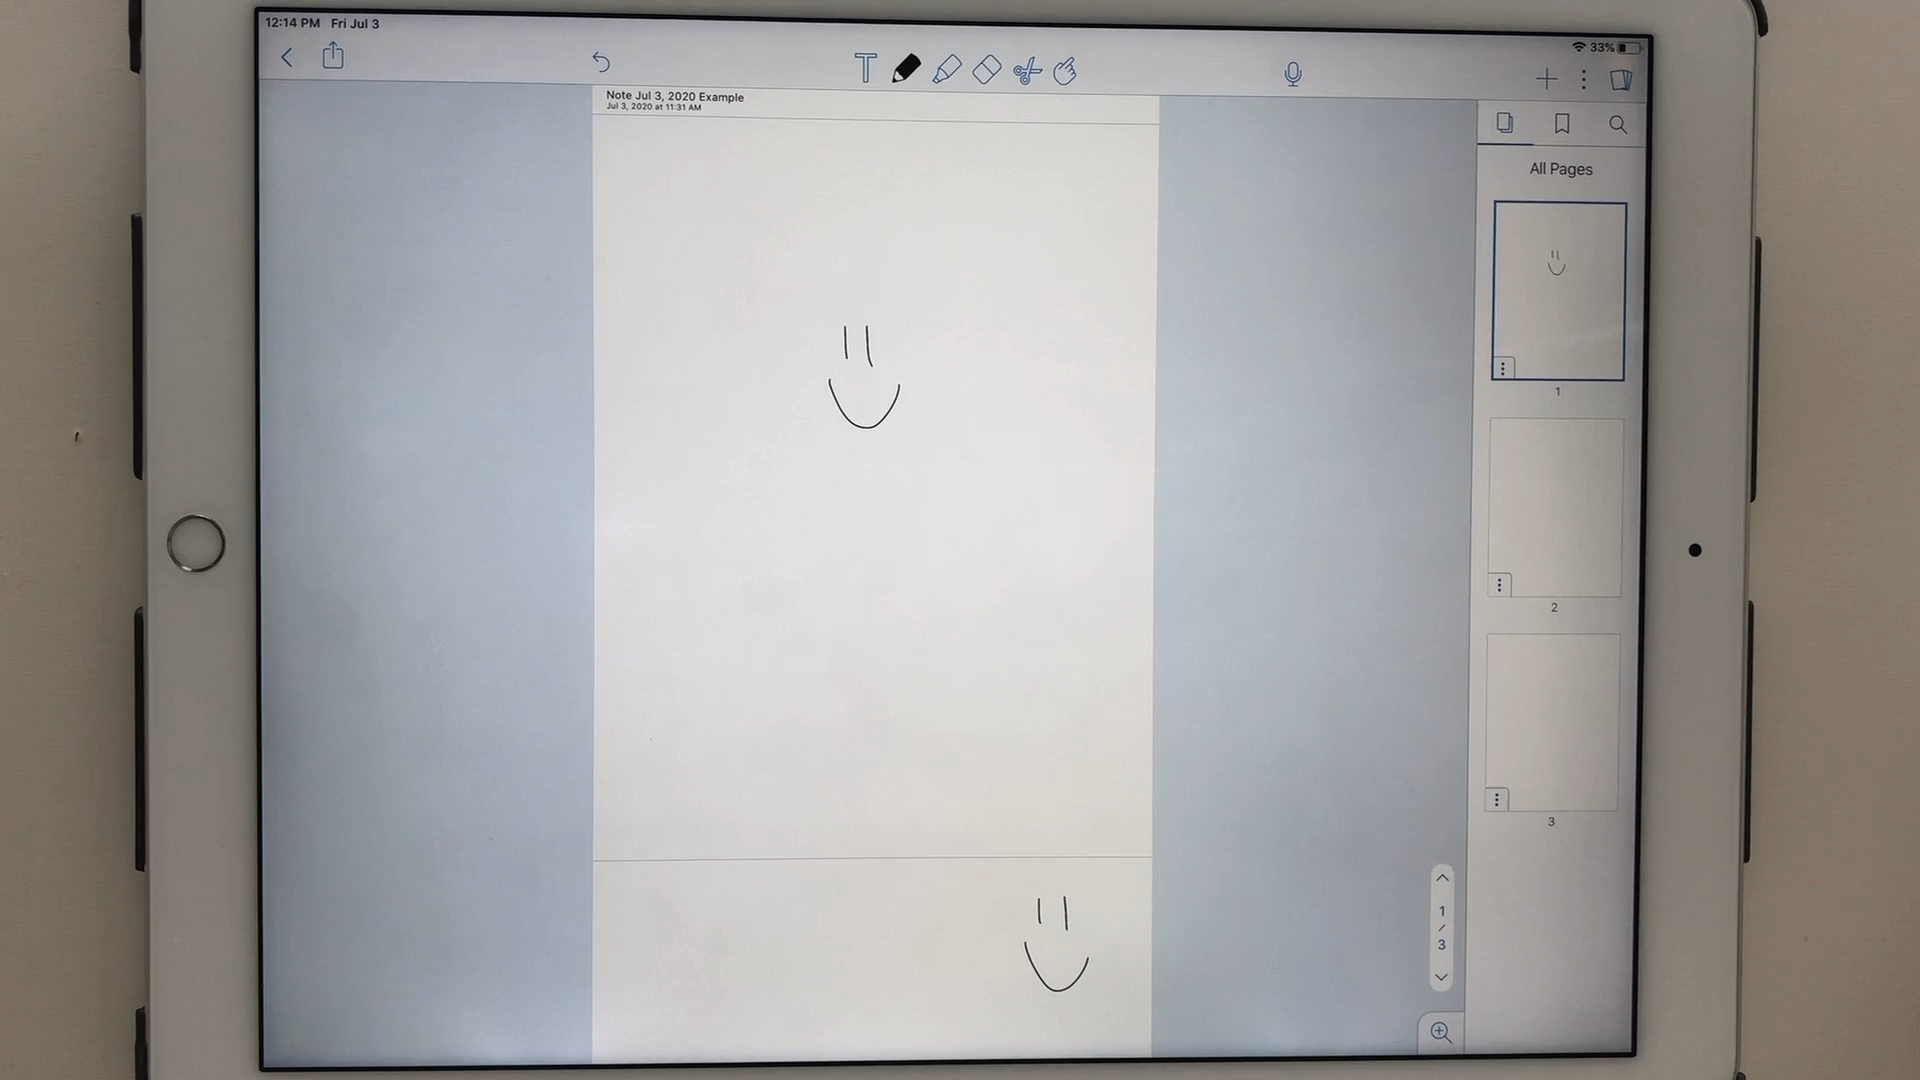 12:14 PM Fri Jul 3
33%
T
Note Jul 3, 2020 Example
Jul 3, 2020 at 11:31 AM
All Pages
1
2
3
1
/
3